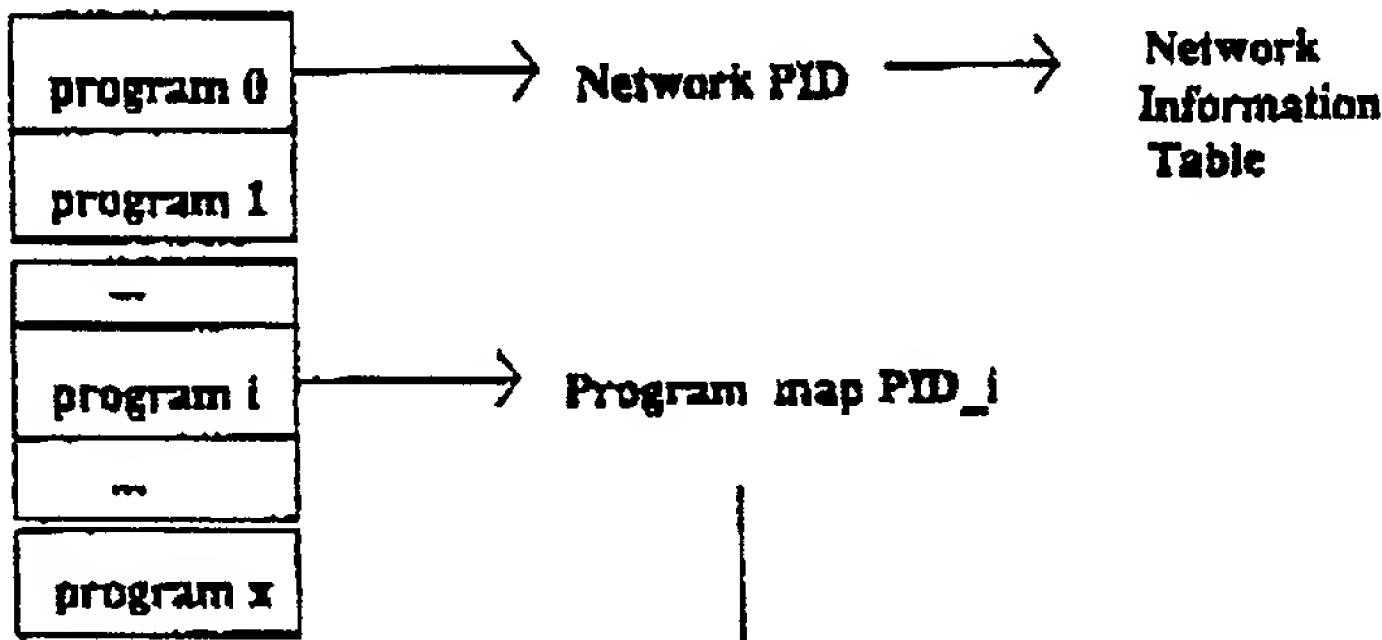 program 0
Network PID
Network
Information
Table
program 1
program i
Program map PID_i
program x